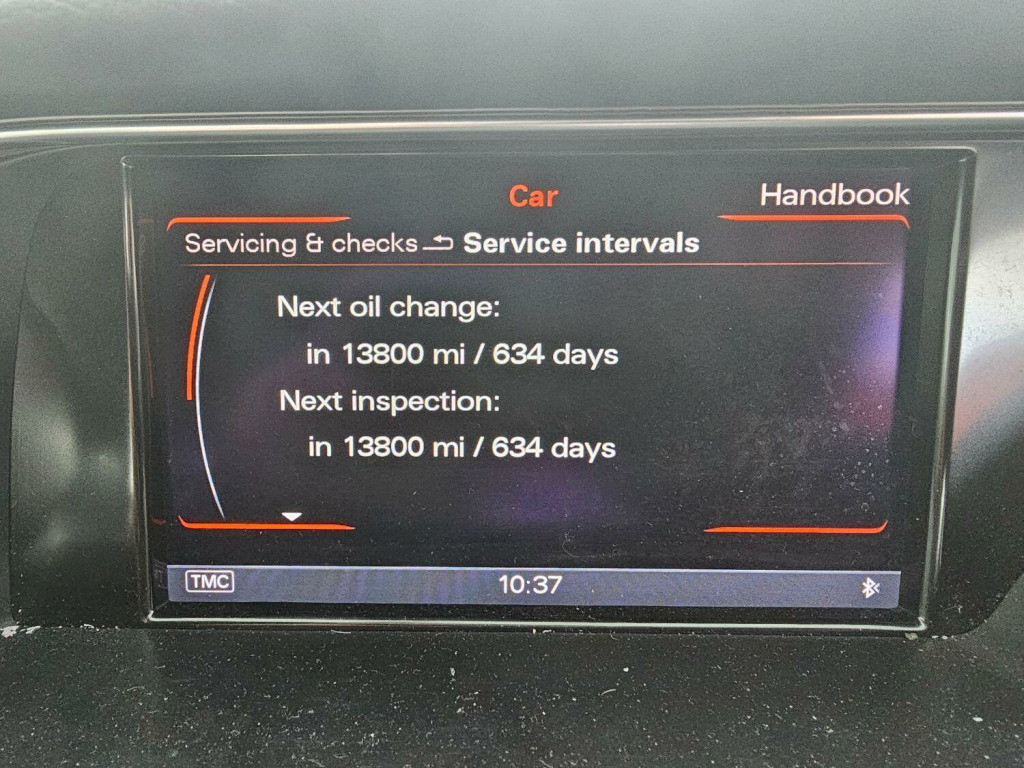 Car
Handbook
Servicing & checks Service intervals
Next oil change:
in 13800 mi / 634 days
Next inspection:
in 13800 mi / 634 days
TMC
10:37